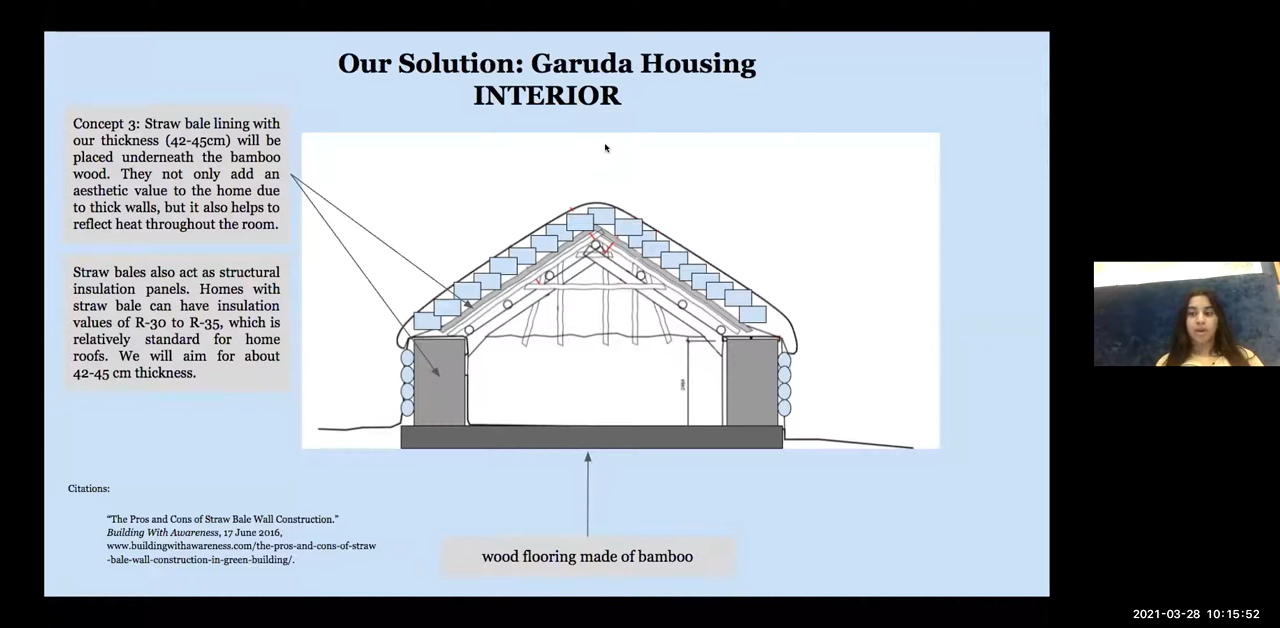 Our Solution: Garuda Housing
INTERIOR
Concept 3: Straw bale lining with
our thickness (42-45cm) will be
placed underneath the bamboo
wood. They not only add an
aesthetic value to the home due
to thick walls, but it also helps to
reflect heat throughout the room.
Straw bales also act as structural
insulation panels. Homes with
straw bale can have insulation
values of R-30 to R-35, which is
relatively standard for home
roofs. We will aim for about
42-45 cm thickness.
Citations:
“The Pros and Cons of Straw Bale Wall Construction.”
Building With Awareness, 17 June 2016,
www.buildingwithawareness.com/the-pros-and-cons-of-straw
-bale-wall-construction-in-green-building/.
wood flooring made of bamboo
2021-03-28 10:15:52